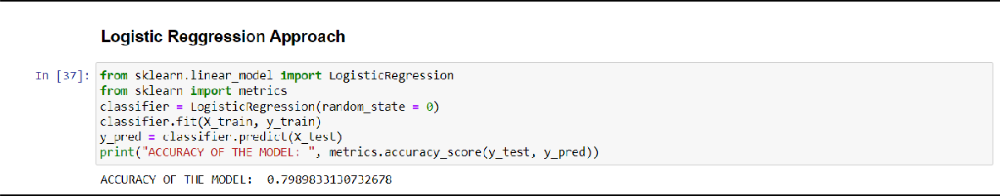 Logistic Reggression Approach
In [37]: from sklearn.linear_model import LogisticRegression
from sklearn import metrics
classifier = LogisticRegression(random_state = 0)
classifier.fit(X_train, y_train)
y_pred = classifier.predict(X_test)
print("ACCURACY OF THE MODEL: ", metrics.accuracy_score(y_test, y_pred))
ACCURACY OF THE MODEL:  0.7989833130732678